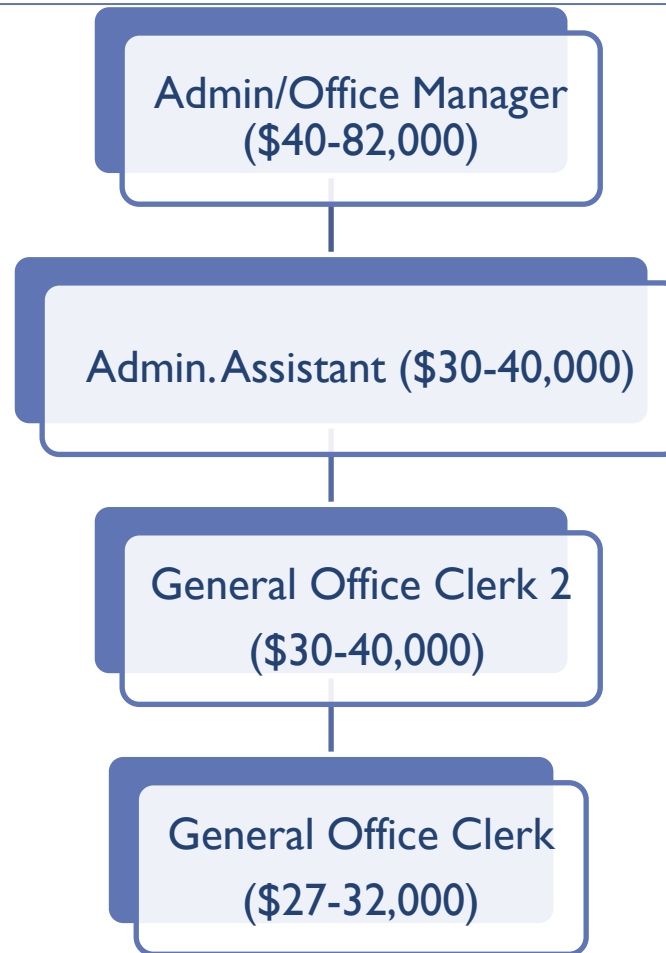 Admin/Office Manager
($40-82,000)
Admin. Assistant ($30-40,000)
General Office Clerk 2
($30-40,000)
General Office Clerk
($27-32,000)